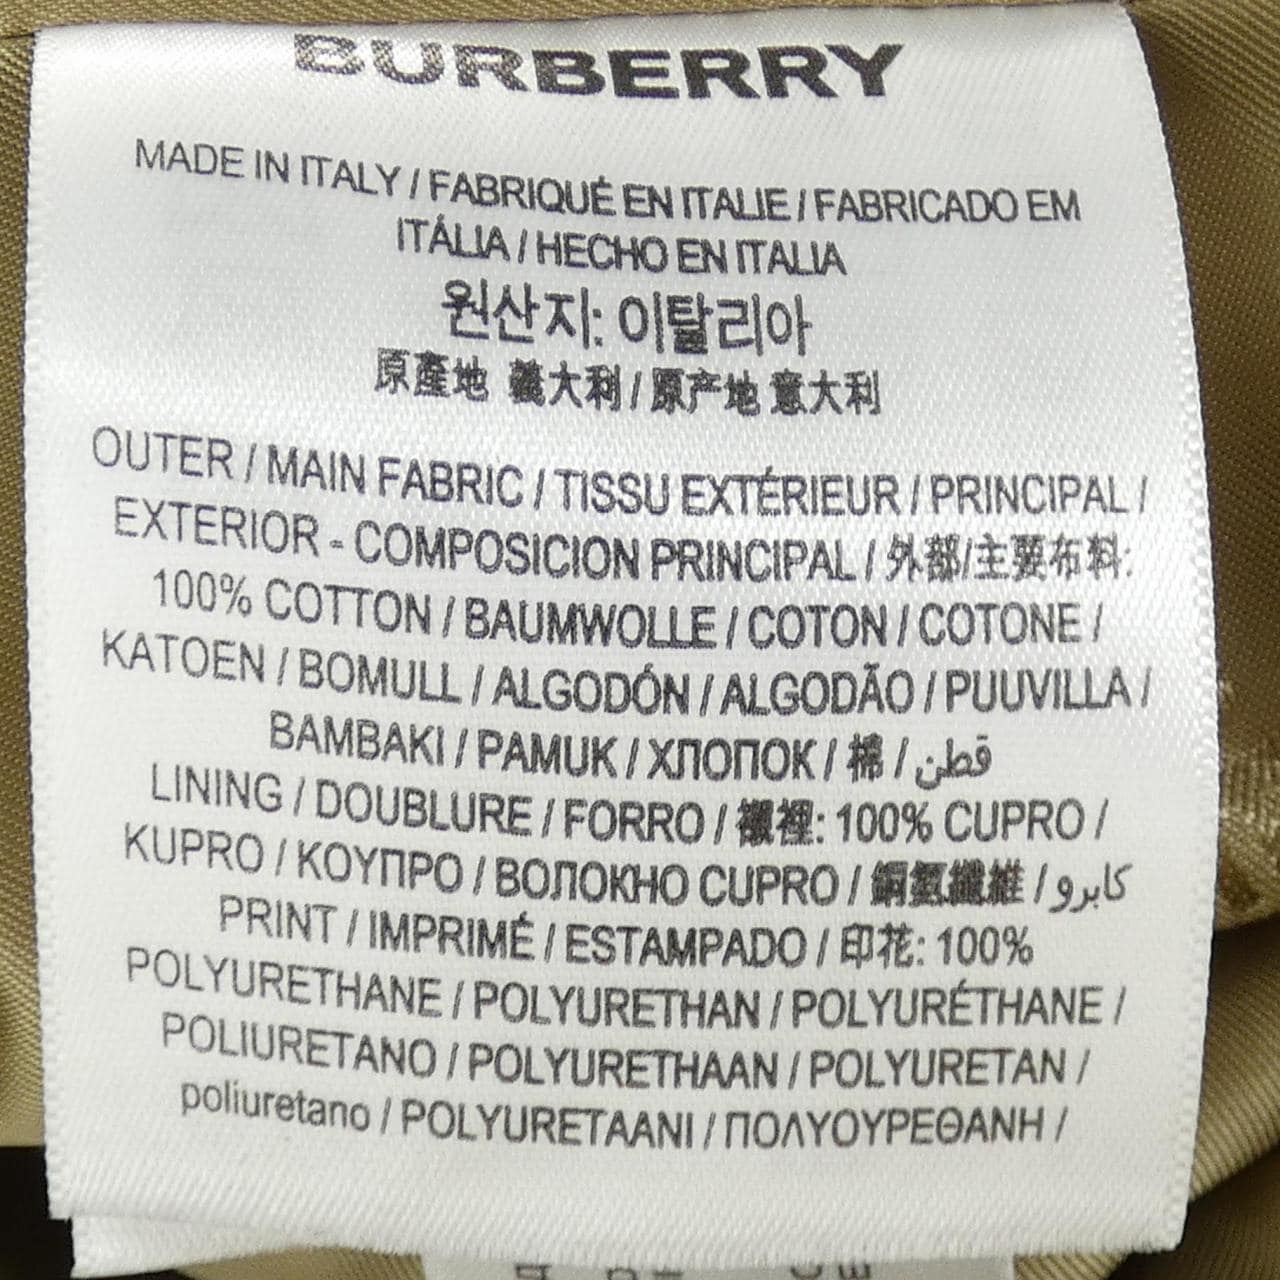 BURBERRY
MADE IN ITALY / FABRIQUÉ EN ITALIE / FABRICADO EM
ITÁLIA / HECHO EN ITALIA
원산지: 이탈리아
原產地 義大利 / 原产地 意大利
OUTER / MAIN FABRIC / TISSU EXTÉRIEUR / PRINCIPAL /
EXTERIOR - COMPOSICION PRINCIPAL / 外部/主要布料:
100% COTTON / BAUMWOLLE / COTON / COTONE /
KATOEN / BOMULL / ALGODÓN / ALGODÃO / PUUVILLA /
BAMBAKI / PAMUK / ХЛОПОК / 棉 / قطن
LINING / DOUBLURE / FORRO / 襯裡: 100% CUPRO /
KUPRO / ΚΟΥΠΡΟ / ВОЛОКНО CUPRO / 銅氨纖維 / كابرو
PRINT / IMPRIMÉ / ESTAMPADO / 印花: 100%
POLYURETHANE / POLYURETHAN / POLYURÉTHANE /
POLIURETANO / POLYURETHAAN / POLYURETAN /
poliuretano / POLYURETAANI / ΠΟΛΥΟΥΡΕΘΑΝΗ /